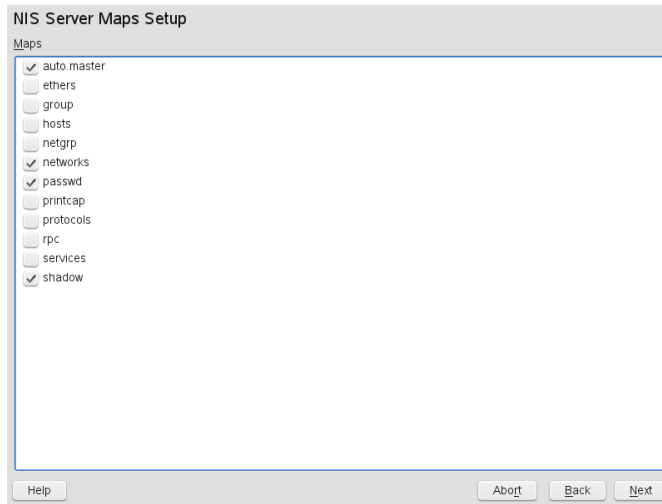 NIS Server Maps Setup
Maps
auto.master
ethers
group
hosts
netgrp
networks
passwd
printcap
protocols
rpc
services
shadow
Help
Abort
Back
Next